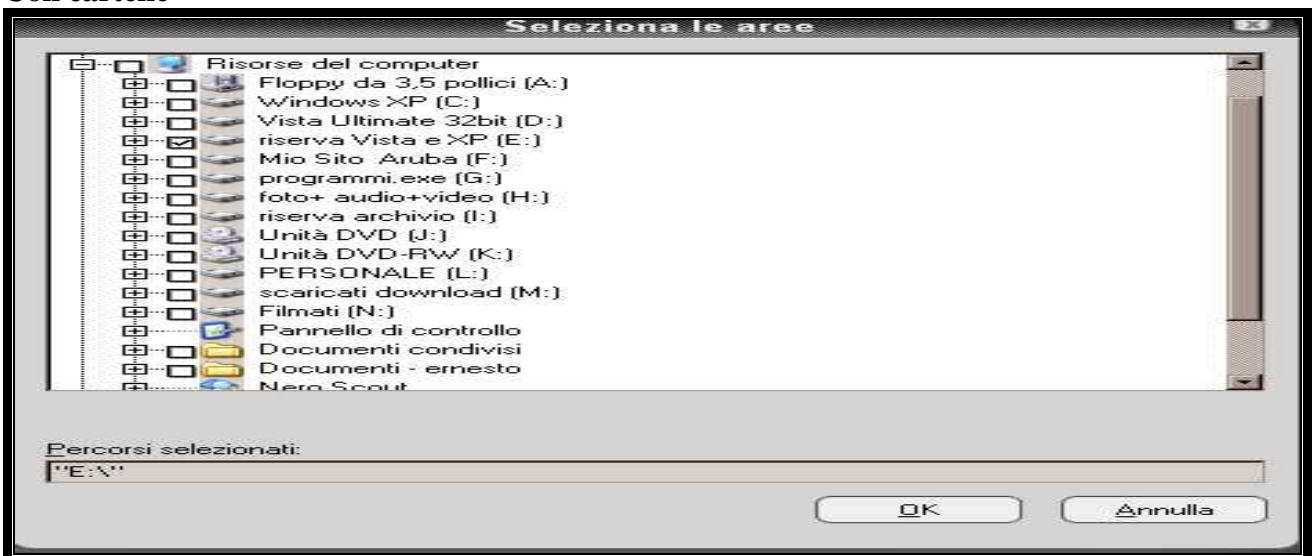 Con cartelle
Seleziona le aree
Risorse del computer
Floppy da 3,5 pollici (A:)
Windows XP (C:)
Vista Ultimate 32bit (D:)
riserva Vista e XP (E:)
Mio Sito Aruba (F:)
programmi.exe (G:)
foto+ audio+video (H:)
riserva archivio (I:)
Unità DVD (J:)
Unità DVD-RW (K:)
PERSONALE (L:)
scaricati download (M:)
Filmati (N:)
Pannello di controllo
Documenti condivisi
Documenti - ernesto
Nero Scout
Percorsi selezionati:
"E:\"
OK
Annulla